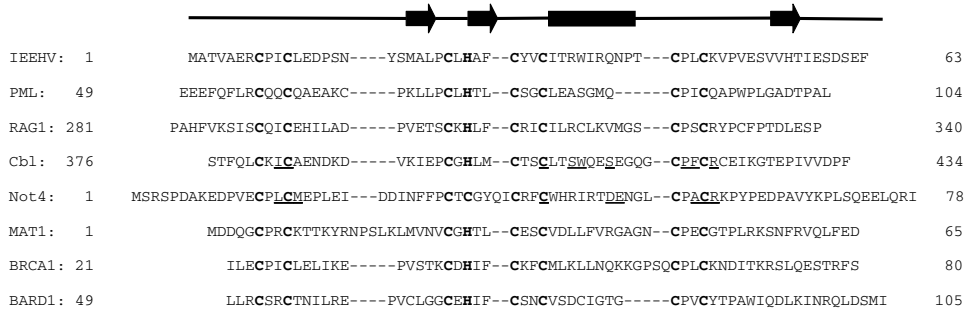 IEEHV: 1 MATVAERCPICLEDPSN----YSMALPCLHAF--CYVCITRWIRQNPT---CPLCKVPVESVVHTIESDSEF 63
PML: 49 EEEFQFLRCQQCQAEAKC-----PKLLPCLHTL--CSGCLEASGMQ------CPICQAPWPLGADTPAL 104
RAG1: 281 PAHFVKSISCQICEHILAD-----PVETSCKHLF--CRICILRCLKVMGS---CPSCRYPCFPTDLESP 340
Cbl: 376 STFQLCKICAENDKD-----VKIEPCGHLM--CTSCLTSWQESEGQG--CPFCRCEIKGTEPIVVDPF 434
Not4: 1 MSRSPDAKEDPVECPLCMEPLEI---DDINFFPCTCGYQICRFCWHRIRTDENGL--CPACRKPYPEDPAVYKPLSQEELQRI 78
MAT1: 1 MDDQGCPRCKTTKYRNPSLKLMVNVCGHTL--CESCVDLLFVRGAGN---CPECGTPLRKSNFRVQLFED 65
BRCA1: 21 ILECPICLELIKE-----PVSTKCDHIF--CKFCMLKLLNQKKGPSQCPLCKNDITKRSLQESTRFS 80
BARD1: 49 LLRCSRCTNILRE-----PVCLGGCEHIF--CSNCVSDCIGTG-----CPVCYTPAWIQDLKINRQLDSMI 105